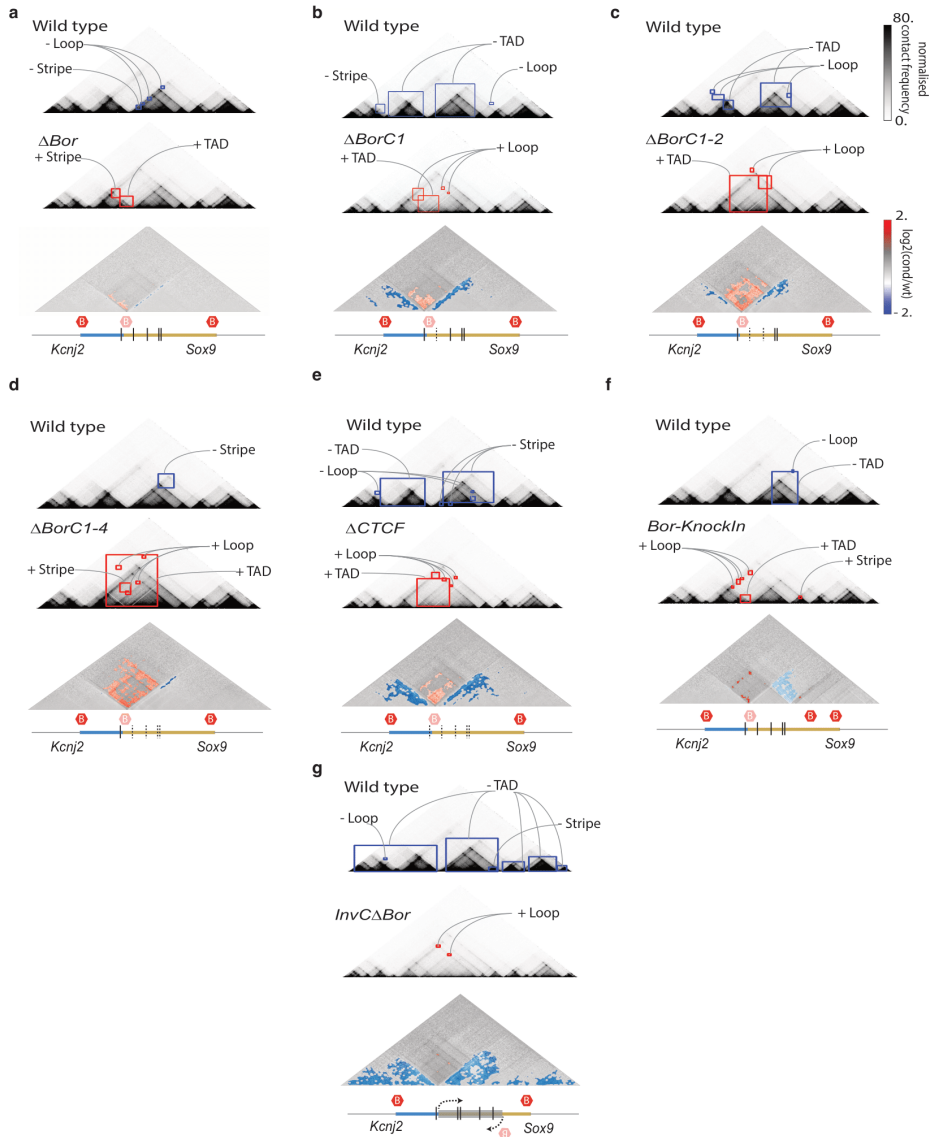 a
Wild type
- Loop
- Stripe
ΔBor
+ Stripe
+ TAD
B
B
B
Kcnj2
Sox9
b
Wild type
- TAD
- Stripe
- Loop
ΔBorC1
+ Loop
+ TAD
B
B
B
Kcnj2
Sox9
c
Wild type
- TAD
- Loop
ΔBorC1-2
+ Loop
+ TAD
B
B
B
Kcnj2
Sox9
80.
normalised
contact frequency
0.
2.
log2(cond/wt)
- 2.
d
Wild type
- Stripe
ΔBorC1-4
+ Loop
+ Stripe
+ TAD
B
B
B
Kcnj2
Sox9
e
Wild type
- Stripe
- TAD
- Loop
ΔCTCF
+ Loop
+ TAD
B
B
B
Kcnj2
Sox9
f
Wild type
- Loop
- TAD
Bor-KnockIn
+ Loop
+ TAD
+ Stripe
B
B
B
B
Kcnj2
Sox9
g
Wild type
- TAD
- Loop
- Stripe
InvCΔBor
+ Loop
B
B
B
Kcnj2
Sox9